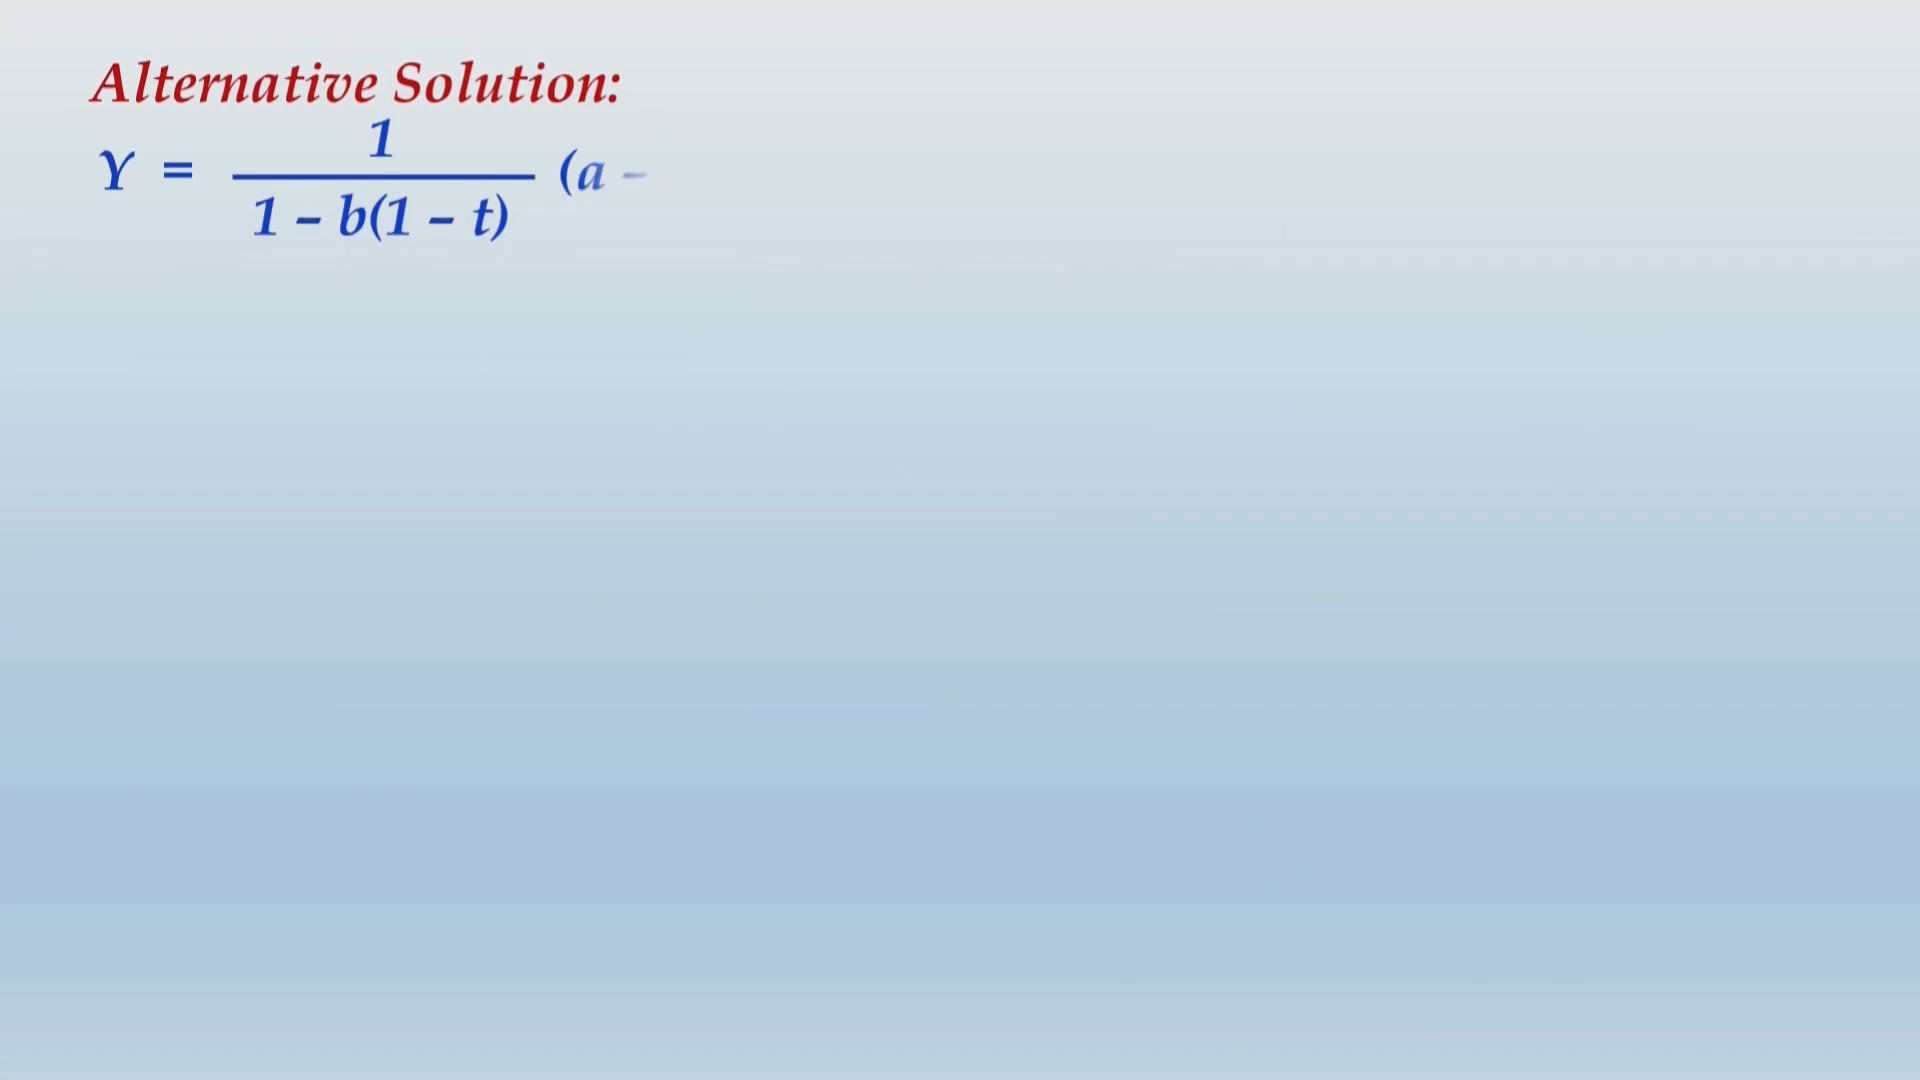 Alternative Solution:
Y = 1 / 1 – b(1 – t) (a –